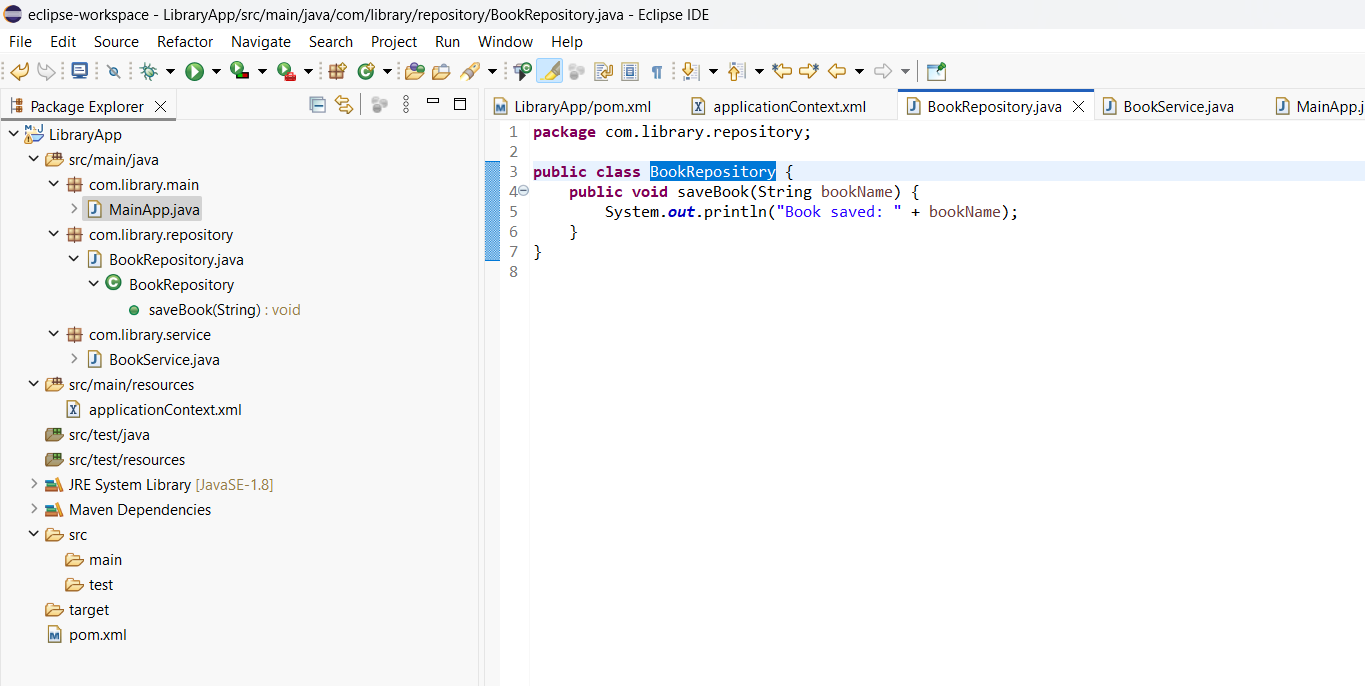 eclipse-workspace - LibraryApp/src/main/java/com/library/repository/BookRepository.java - Eclipse IDE
File Edit Source Refactor Navigate Search Project Run Window Help
Package Explorer
LibraryApp
src/main/java
com.library.main
MainApp.java
com.library.repository
BookRepository.java
BookRepository
saveBook(String) : void
com.library.service
BookService.java
src/main/resources
applicationContext.xml
src/test/java
src/test/resources
JRE System Library [JavaSE-1.8]
Maven Dependencies
src
main
test
target
pom.xml
LibraryApp/pom.xml applicationContext.xml BookRepository.java BookService.java MainApp.j
1 package com.library.repository;
2
3 public class BookRepository {
4 public void saveBook(String bookName) {
5 System.out.println("Book saved: " + bookName);
6 }
7 }
8